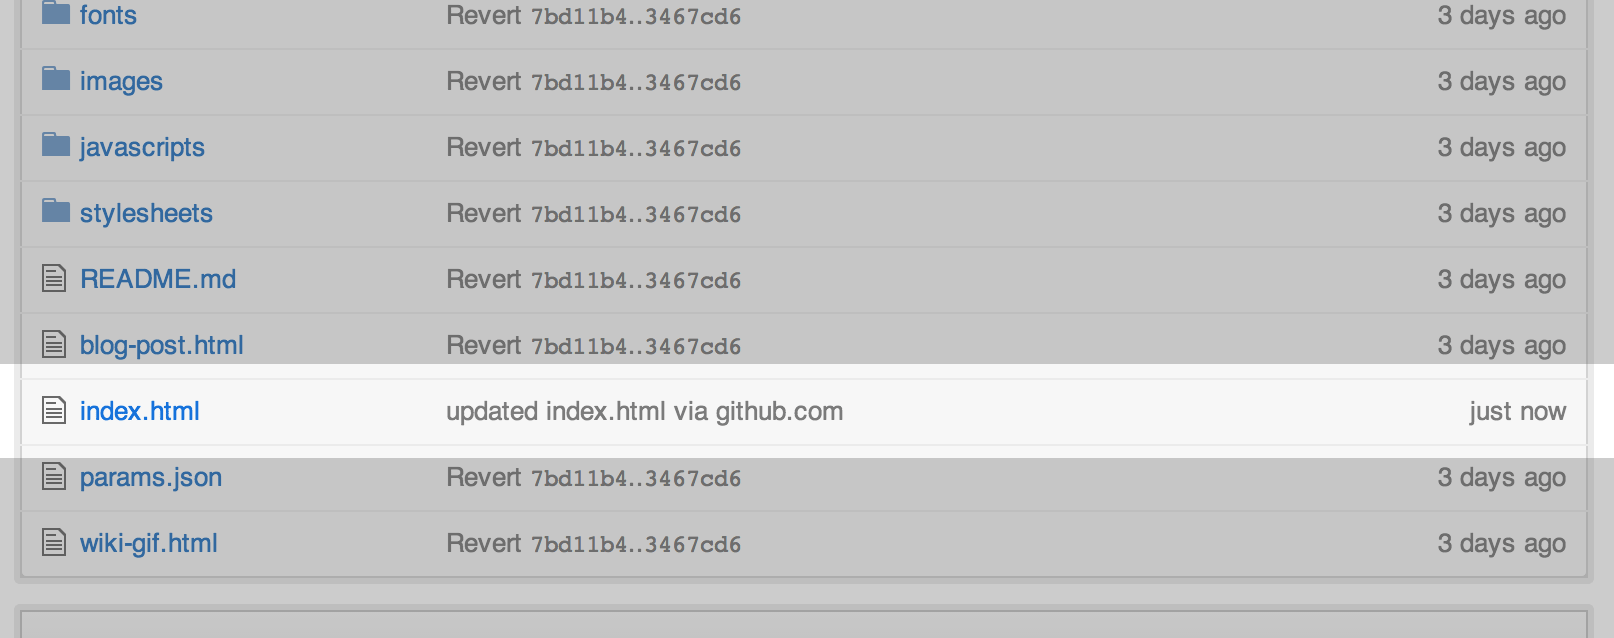 fonts Revert 7bd11b4..3467cd6 3 days ago
images Revert 7bd11b4..3467cd6 3 days ago
javascripts Revert 7bd11b4..3467cd6 3 days ago
stylesheets Revert 7bd11b4..3467cd6 3 days ago
README.md Revert 7bd11b4..3467cd6 3 days ago
blog-post.html Revert 7bd11b4..3467cd6 3 days ago
index.html updated index.html via github.com just now
params.json Revert 7bd11b4..3467cd6 3 days ago
wiki-gif.html Revert 7bd11b4..3467cd6 3 days ago